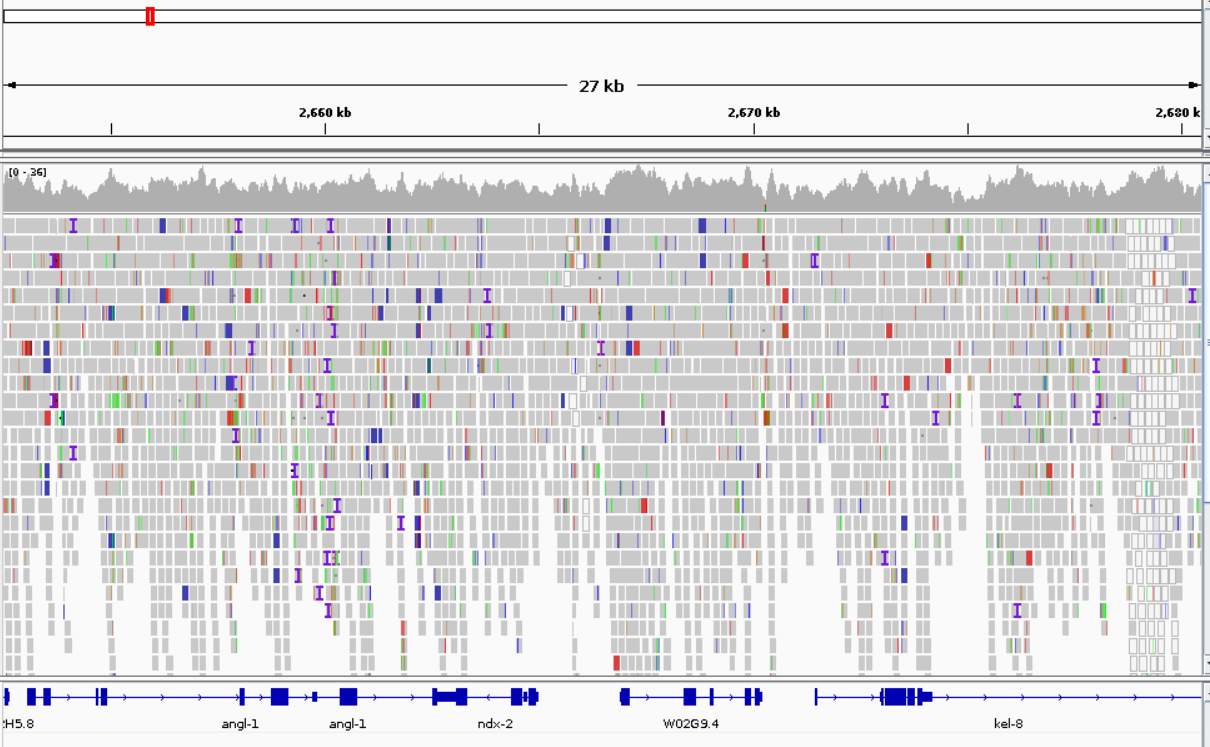 27 kb
2,660 kb 2,670 kb 2,680 k
[0 - 36]
H5.8 angl-1 angl-1 ndx-2 W02G9.4 kel-8